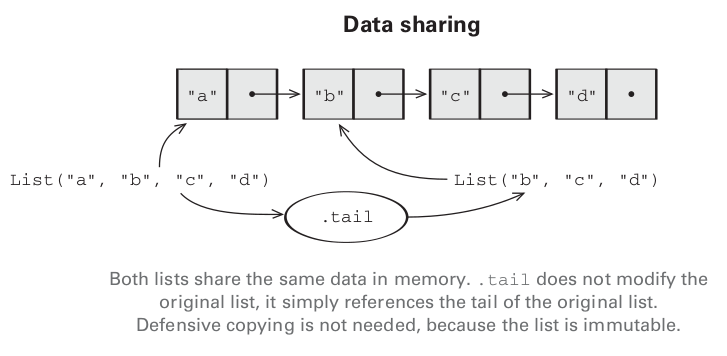 Data sharing
"a" "b" "c" "d"
List("a", "b", "c", "d") List("b", "c", "d")
.tail
Both lists share the same data in memory. .tail does not modify the
original list, it simply references the tail of the original list.
Defensive copying is not needed, because the list is immutable.